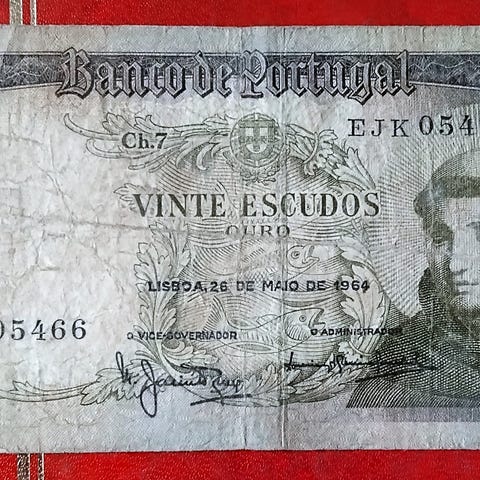 Banco de Portugal
Ch.7
EJK 054
VINTE ESCUDOS
OURO
LISBOA, 26 DE MAIO DE 1964
05466
O VICE-GOVERNADOR
O ADMINISTRADOR